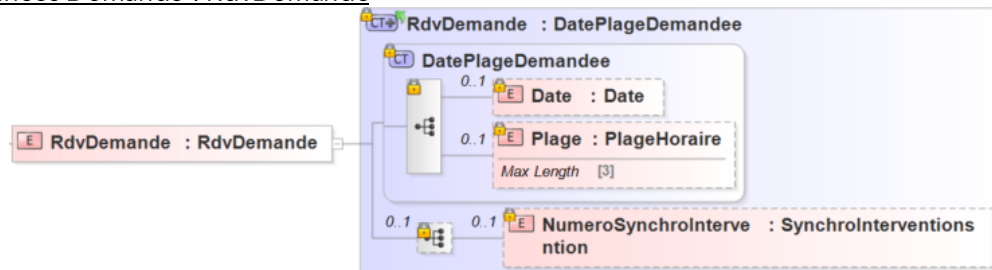 RdvDemande : DatePlageDemandee
CT DatePlageDemandee
0..1
E Date : Date
E RdvDemande : RdvDemande
0..1
E Plage : PlageHoraire
Max Length [3]
0..1
0..1
E NumeroSynchroInterve : SynchroInterventions
ntion